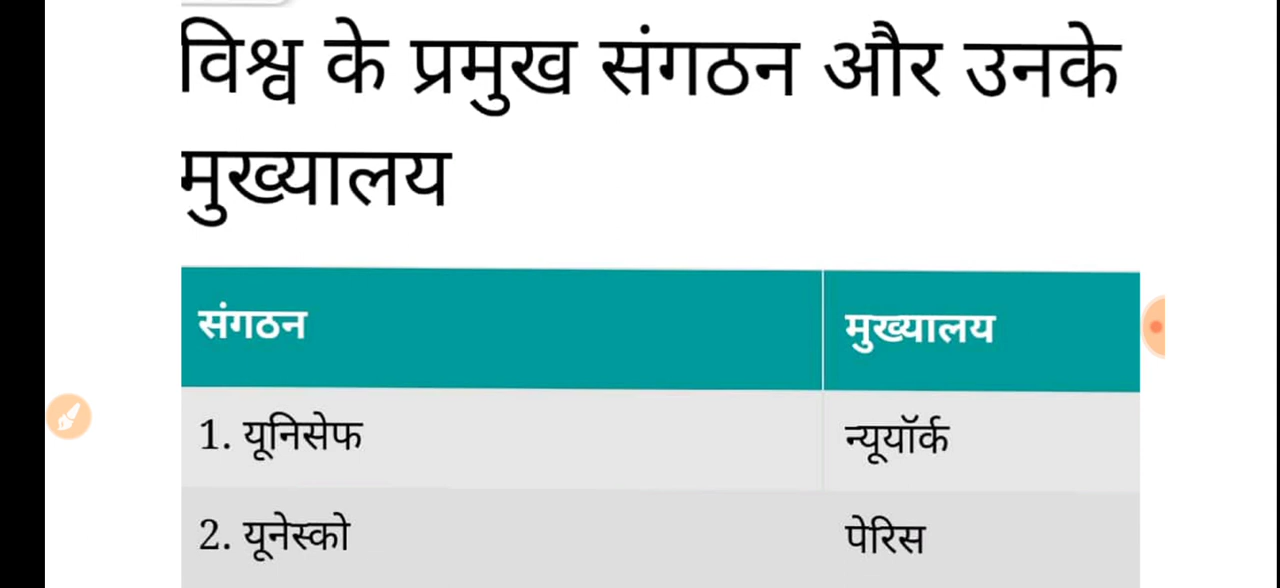 विश्व के प्रमुख संगठन और उनके
मुख्यालय
संगठन मुख्यालय
1. यूनिसेफ न्यूयॉर्क
2. यूनेस्को पेरिस